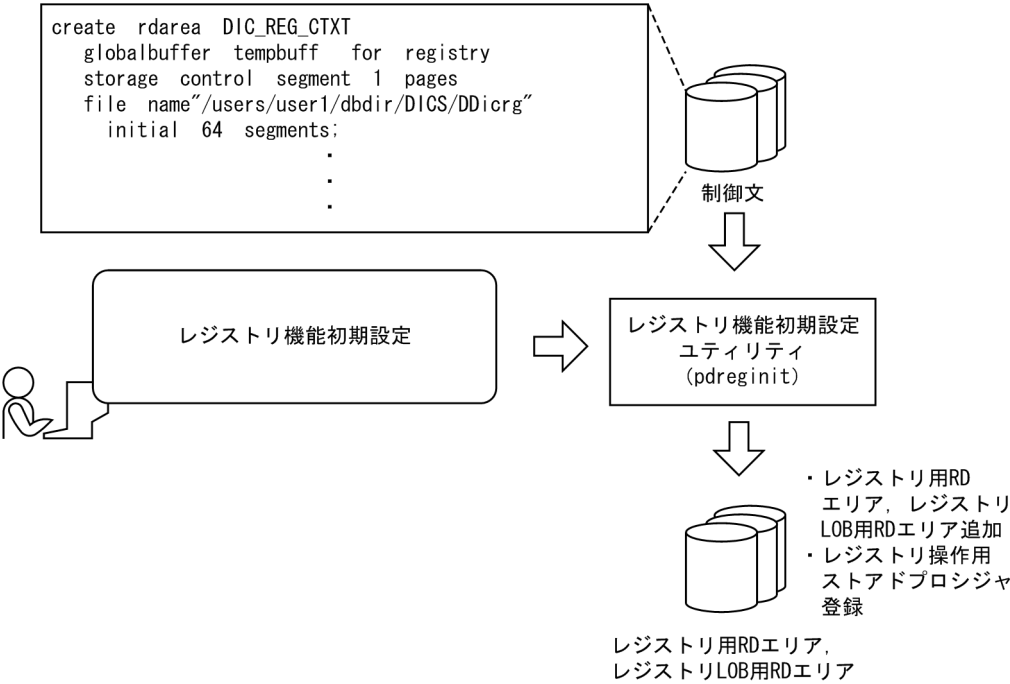 create rdarea DIC_REG_CTXT
globalbuffer tempbuff for registry
storage control segment 1 pages
file name"/users/user1/dbdir/DICS/DDicrg"
initial 64 segments;
・
・
・
制御文
レジストリ機能初期設定
レジストリ機能初期設定
ユティリティ
(pdreginit)
・レジストリ用RD
エリア，レジストリ
LOB用RDエリア追加
・レジストリ操作用
ストアドプロシジャ
登録
レジストリ用RDエリア，
レジストリLOB用RDエリア